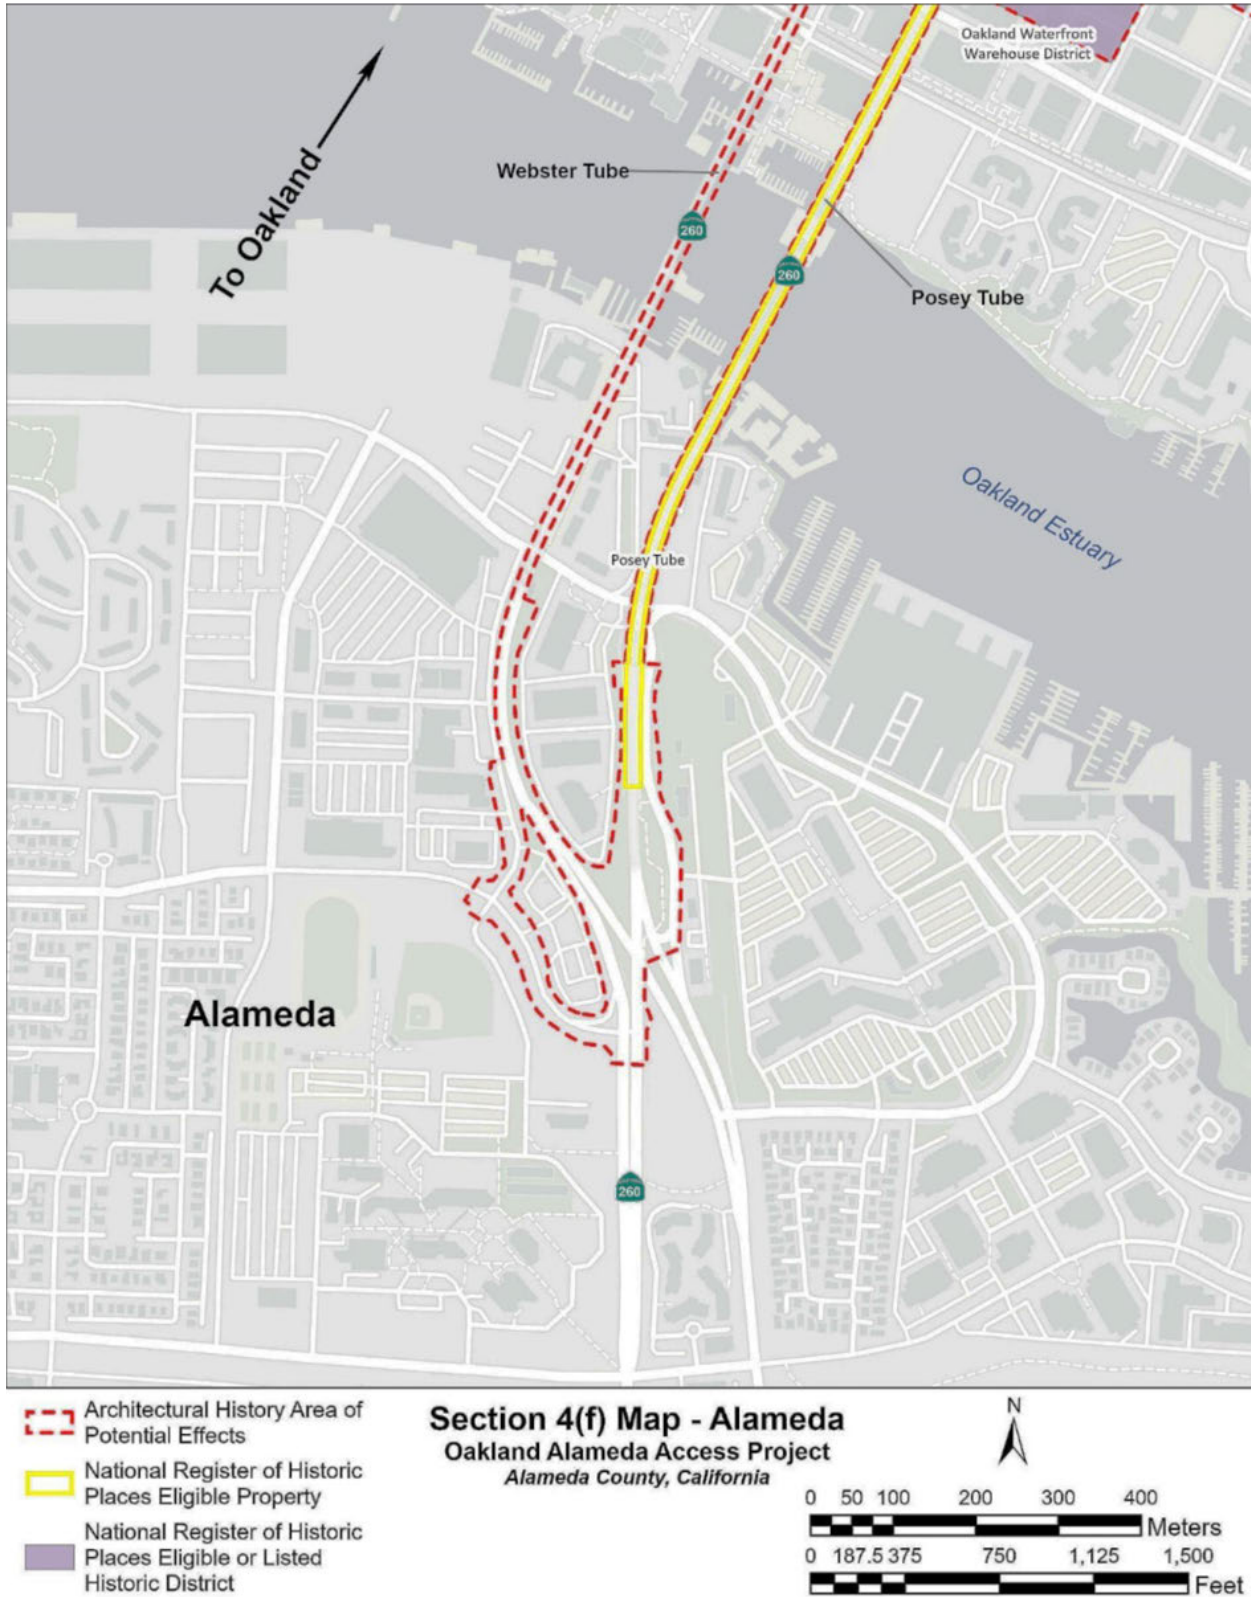 Oakland Waterfront
Warehouse District
To Oakland
Webster Tube
260
260
Posey Tube
Oakland Estuary
Posey Tube
Alameda
260
Architectural History Area of
Potential Effects
National Register of Historic
Places Eligible Property
National Register of Historic
Places Eligible or Listed
Historic District
Section 4(f) Map - Alameda
Oakland Alameda Access Project
Alameda County, California
N
0 50 100 200 300 400
Meters
0 187.5 375 750 1,125 1,500
Feet